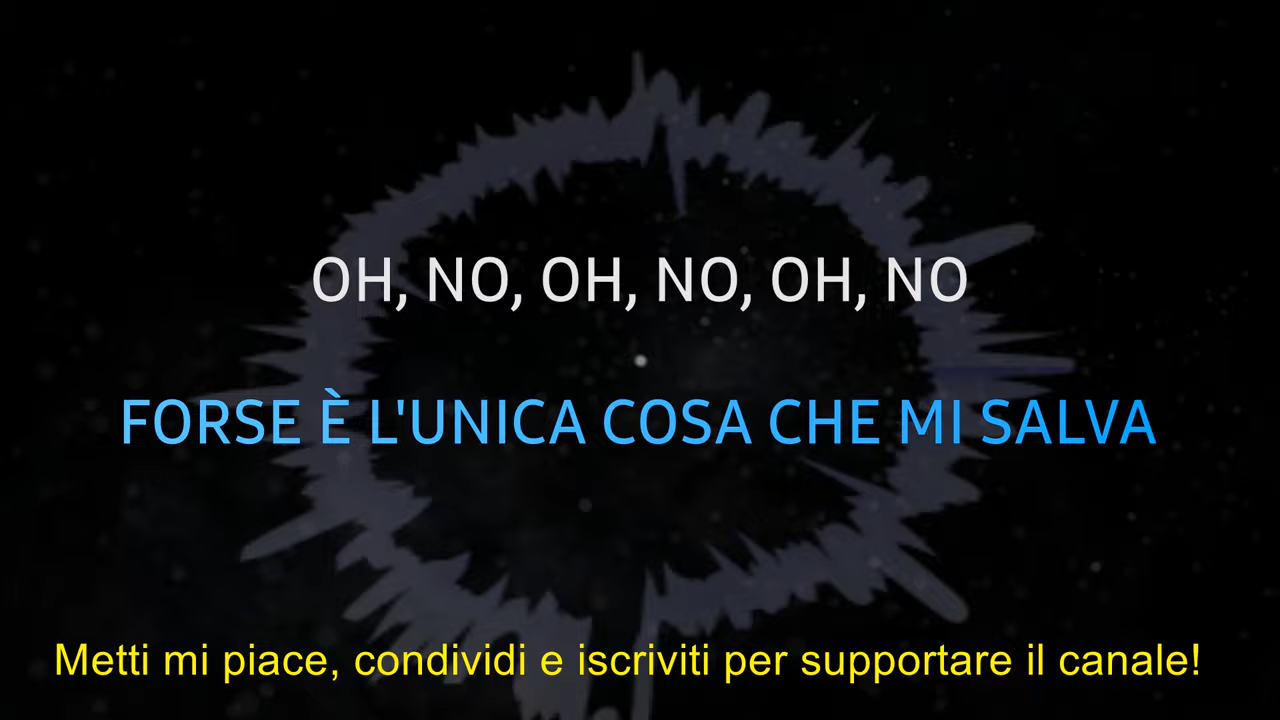 OH, NO, OH, NO, OH, NO
FORSE È L'UNICA COSA CHE MI SALVA
Metti mi piace, condividi e iscriviti per supportare il canale!